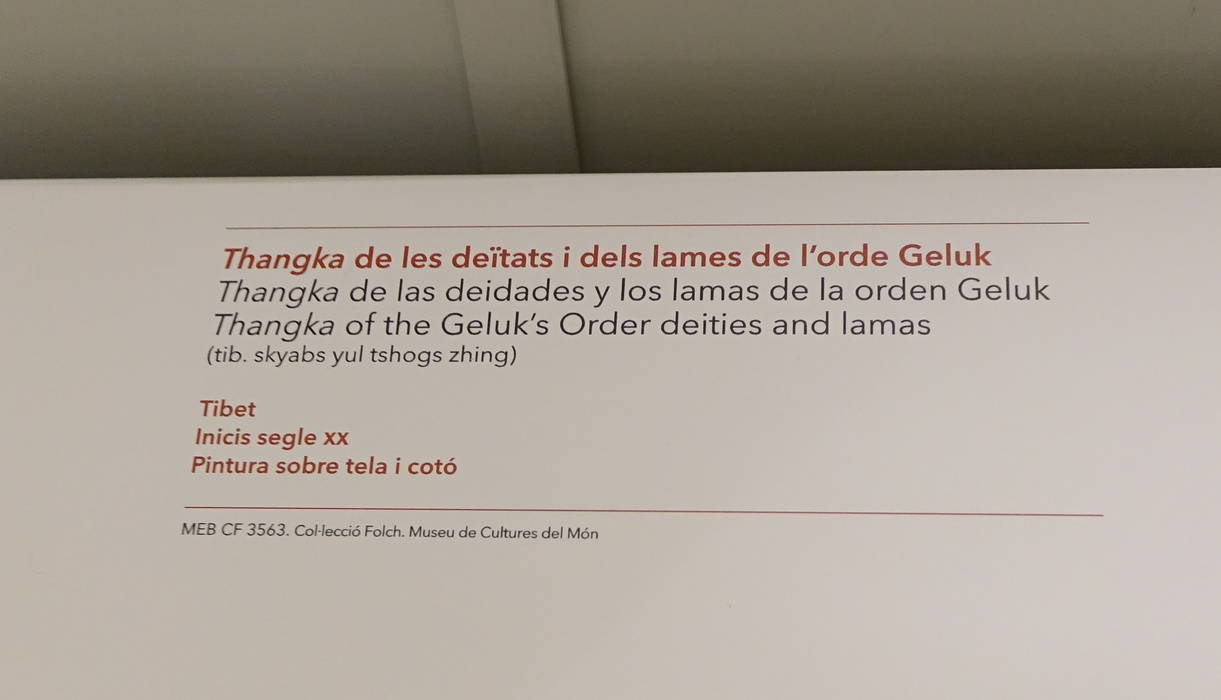 Thangka de les deïtats i dels lames de l’orde Geluk
Thangka de las deidades y los lamas de la orden Geluk
Thangka of the Geluk’s Order deities and lamas
(tib. skyabs yul tshogs zhing)
Tibet
Inicis segle XX
Pintura sobre tela i cotó
MEB CF 3563. Col·lecció Folch. Museu de Cultures del Món